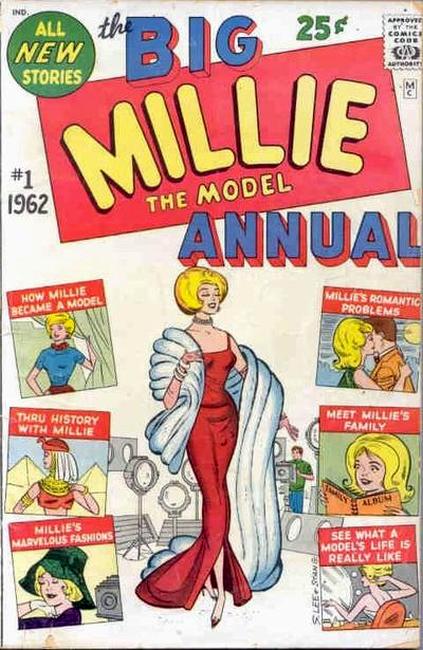 IND.
ALL
NEW
STORIES
the BIG
25¢
APPROVED
BY THE
COMICS
CODE
AUTHORITY
MILLIE
THE MODEL
M
C
#1
1962
ANNUAL
HOW MILLIE
BECAME A MODEL
MILLIE'S ROMANTIC
PROBLEMS
THRU HISTORY
WITH MILLIE
MEET MILLIE'S
FAMILY
FAMILY ALBUM
MILLIE'S
MARVELOUS FASHIONS
SEE WHAT A
MODEL'S LIFE IS
REALLY LIKE
S. LEE + STAN G.